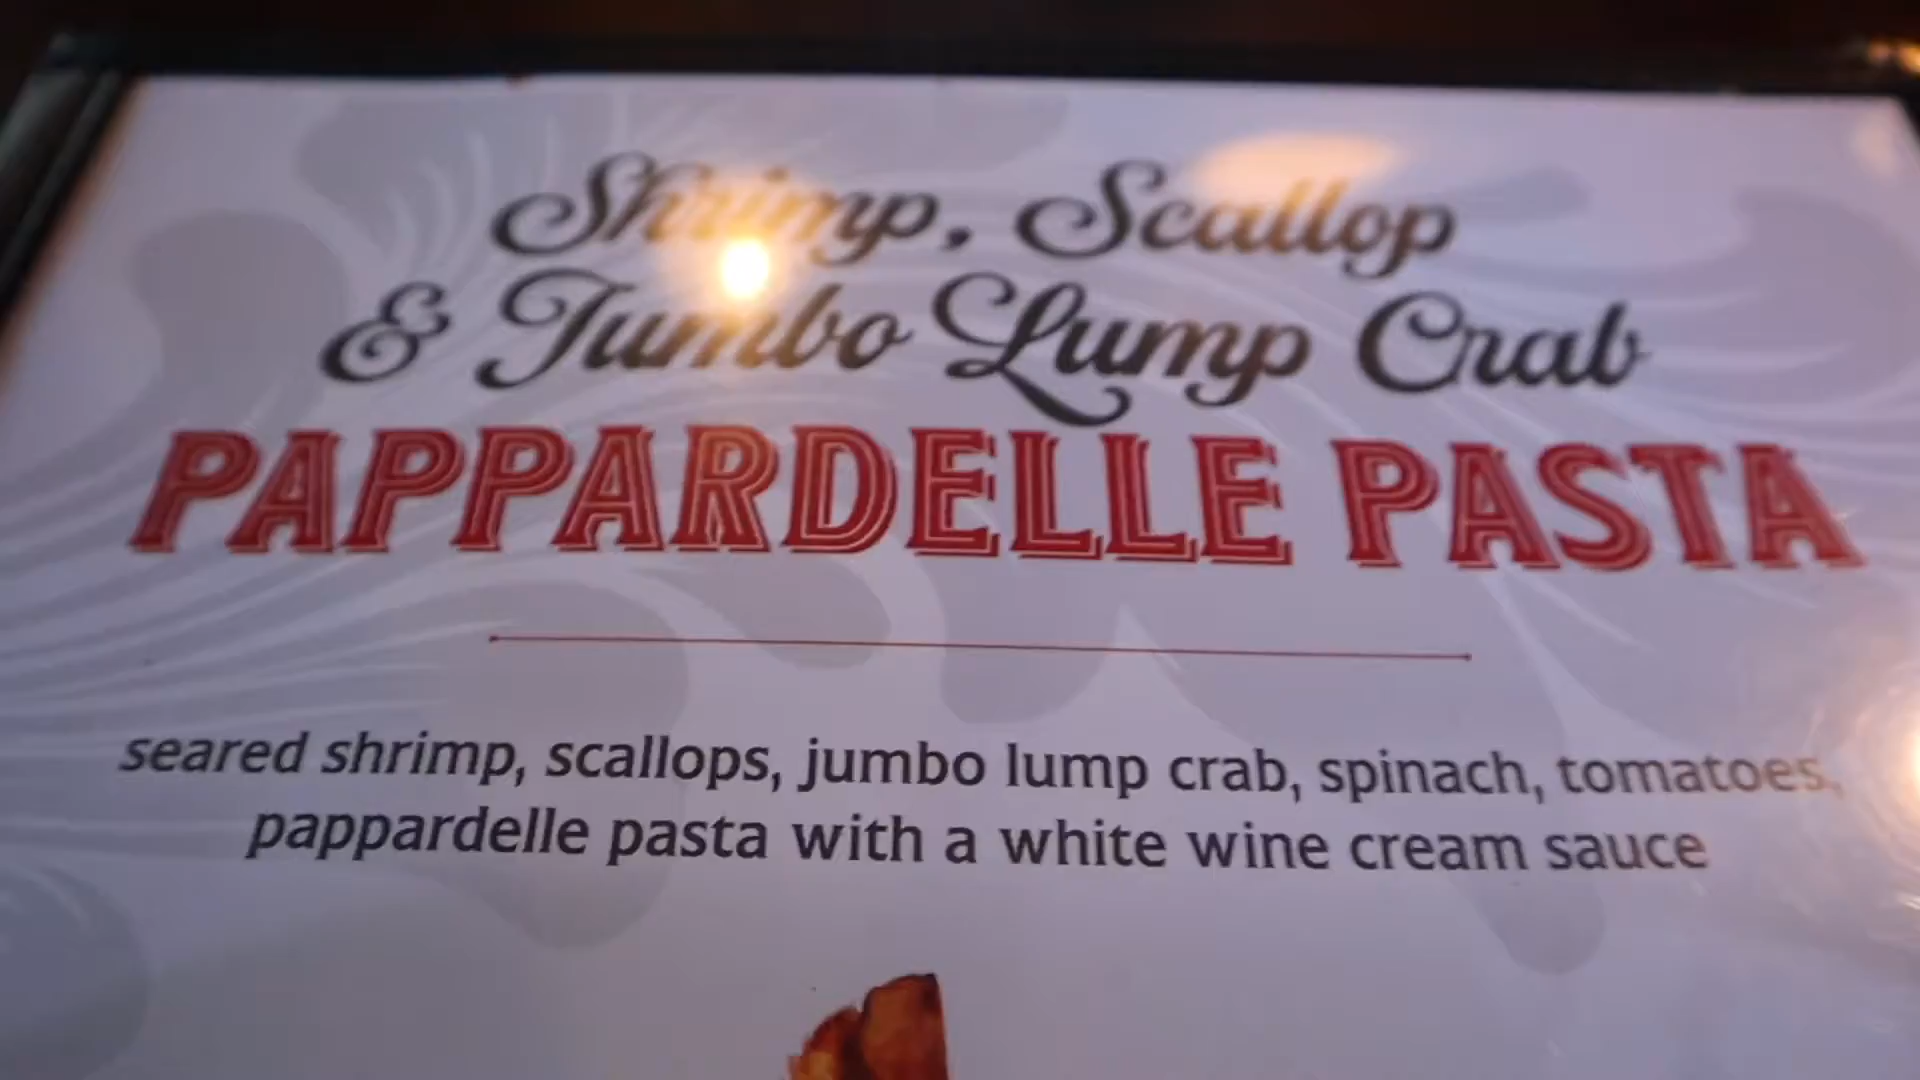 Shrimp, Scallop
& Jumbo Lump Crab
PAPPARDELLE PASTA
seared shrimp, scallops, jumbo lump crab, spinach, tomatoes,
pappardelle pasta with a white wine cream sauce